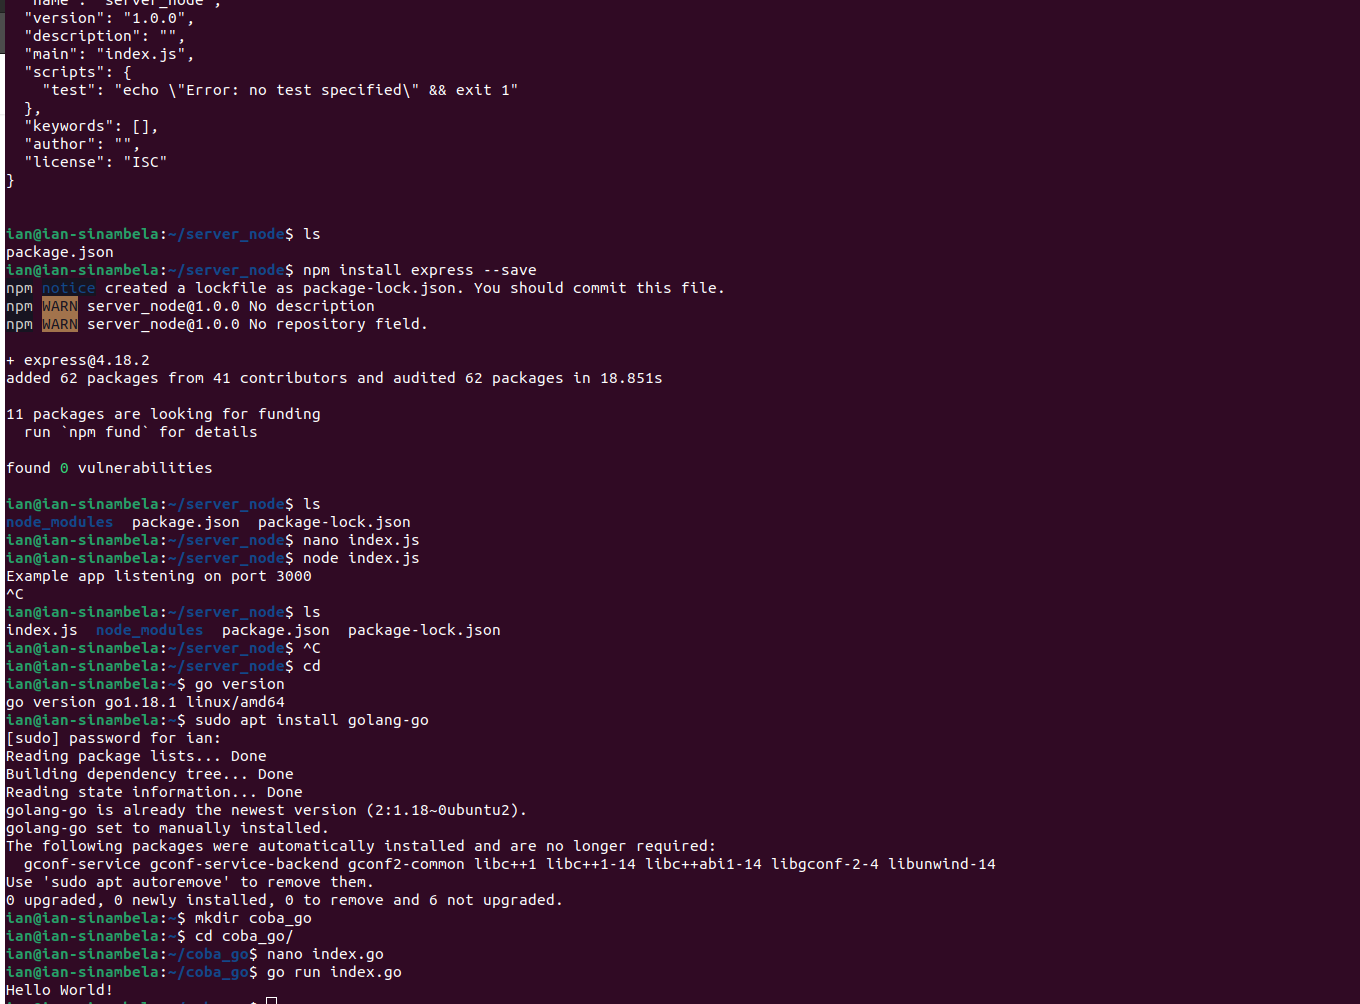 "name": "server_node",
"version": "1.0.0",
"description": "",
"main": "index.js",
"scripts": {
"test": "echo \"Error: no test specified\" && exit 1"
},
"keywords": [],
"author": "",
"license": "ISC"
}
ian@ian-sinambela:~/server_node$ ls
package.json
ian@ian-sinambela:~/server_node$ npm install express --save
npm notice created a lockfile as package-lock.json. You should commit this file.
npm WARN server_node@1.0.0 No description
npm WARN server_node@1.0.0 No repository field.
+ express@4.18.2
added 62 packages from 41 contributors and audited 62 packages in 18.851s
11 packages are looking for funding
run `npm fund` for details
found 0 vulnerabilities
ian@ian-sinambela:~/server_node$ ls
node_modules  package.json  package-lock.json
ian@ian-sinambela:~/server_node$ nano index.js
ian@ian-sinambela:~/server_node$ node index.js
Example app listening on port 3000
^C
ian@ian-sinambela:~/server_node$ ls
index.js  node_modules  package.json  package-lock.json
ian@ian-sinambela:~/server_node$ ^C
ian@ian-sinambela:~/server_node$ cd
ian@ian-sinambela:~$ go version
go version go1.18.1 linux/amd64
ian@ian-sinambela:~$ sudo apt install golang-go
[sudo] password for ian:
Reading package lists... Done
Building dependency tree... Done
Reading state information... Done
golang-go is already the newest version (2:1.18~0ubuntu2).
golang-go set to manually installed.
The following packages were automatically installed and are no longer required:
gconf-service gconf-service-backend gconf2-common libc++1 libc++1-14 libc++abi1-14 libgconf-2-4 libunwind-14
Use 'sudo apt autoremove' to remove them.
0 upgraded, 0 newly installed, 0 to remove and 6 not upgraded.
ian@ian-sinambela:~$ mkdir coba_go
ian@ian-sinambela:~$ cd coba_go/
ian@ian-sinambela:~/coba_go$ nano index.go
ian@ian-sinambela:~/coba_go$ go run index.go
Hello World!